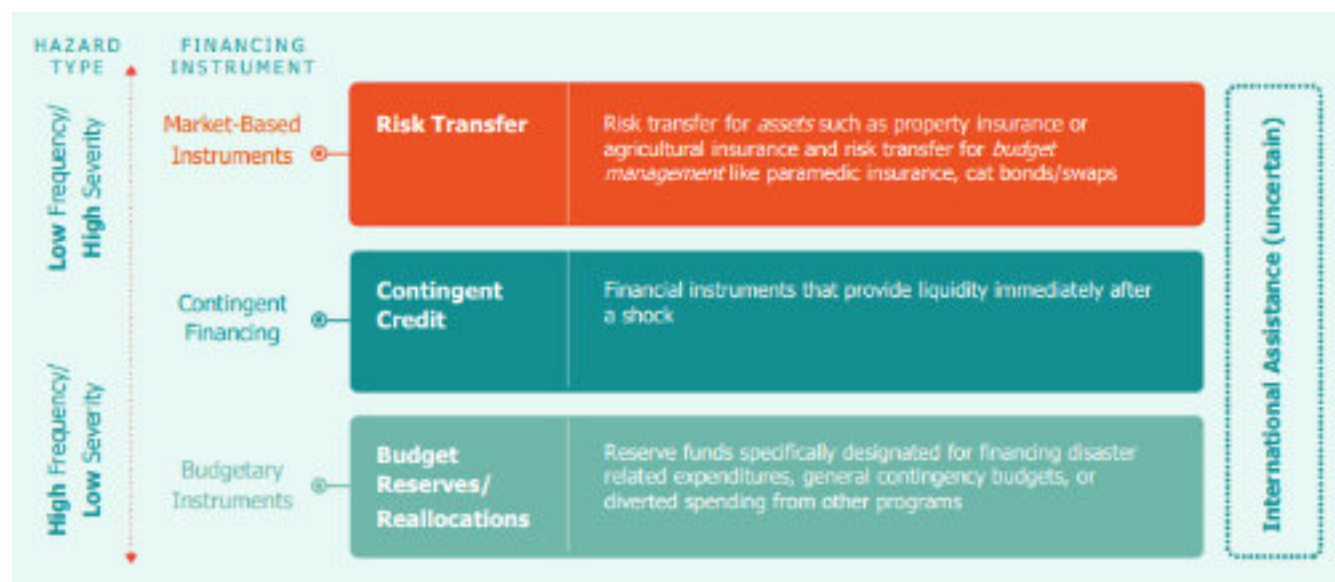 HAZARD
TYPE
FINANCING
INSTRUMENT
Low Frequency/
High Severity
High Frequency/
Low Severity
Market-Based
Instruments
Risk Transfer
Risk transfer for assets such as property insurance or
agricultural insurance and risk transfer for budget
management like paramedic insurance, cat bonds/swaps
Contingent
Financing
Contingent
Credit
Financial instruments that provide liquidity immediately after
a shock
Budgetary
Instruments
Budget
Reserves/
Reallocations
Reserve funds specifically designated for financing disaster
related expenditures, general contingency budgets, or
diverted spending from other programs
International Assistance (uncertain)